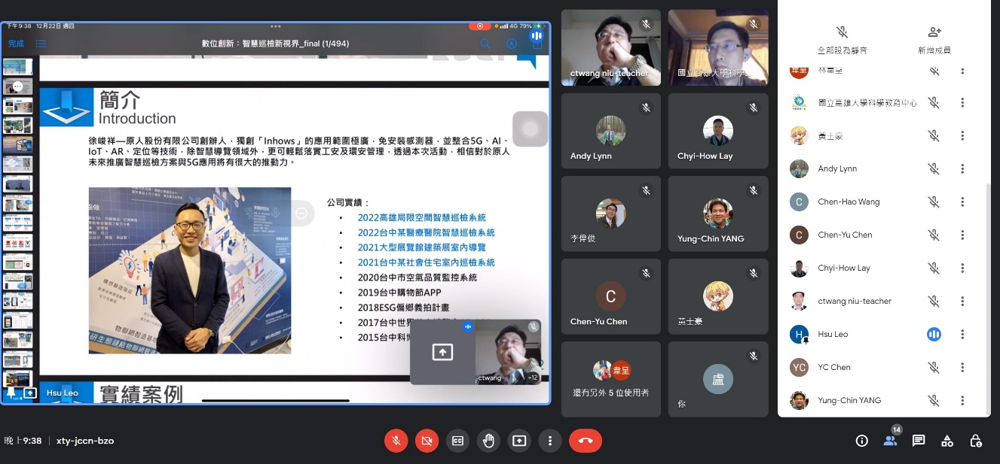 下午9:38 12月22日 週四
4G 79%
完成
數位創新：智慧巡檢新視界_final (1/494)
簡介
Introduction
徐峻祥—原人股份有限公司創辦人，獨創「Inhows」的應用範圍極廣，免安裝感測器，並整合5G、AI、
IoT、AR、定位等技術，除智慧導覽領域外，更可輕鬆落實工安及環安管理，透過本次活動，相信對於原人
未來推廣智慧巡檢方案與5G應用將有很大的推動力。
公司實績：
• 2022高雄局限空間智慧巡檢系統
• 2022台中某醫療醫院智慧巡檢系統
• 2021大型展覽館建築展室內導覽
• 2021台中某社會住宅室內巡檢系統
• 2020台中市空氣品質監控系統
• 2019台中購物節APP
• 2018ESG偏鄉義拍計畫
• 2017台中世界
• 2015台中科博
ctwang
+12
實績案例
Hsu Leo
ctwang niu-teacher
國立高雄大學科學
Andy Lynn
Chyi-How Lay
李偉俊
Yung-Chin YANG
C
Chen-Yu Chen
黃士豪
韋呈
還有另外 5 位使用者
盧
你
全部設為靜音
新增成員
林韋呈
國立高雄大學科學教育中心
黃士豪
Andy Lynn
C
Chen-Hao Wang
C
Chen-Yu Chen
Chyi-How Lay
ctwang niu-teacher
H
Hsu Leo
YC
YC Chen
Yung-Chin YANG
晚上9:38
xty-jccn-bzo
14